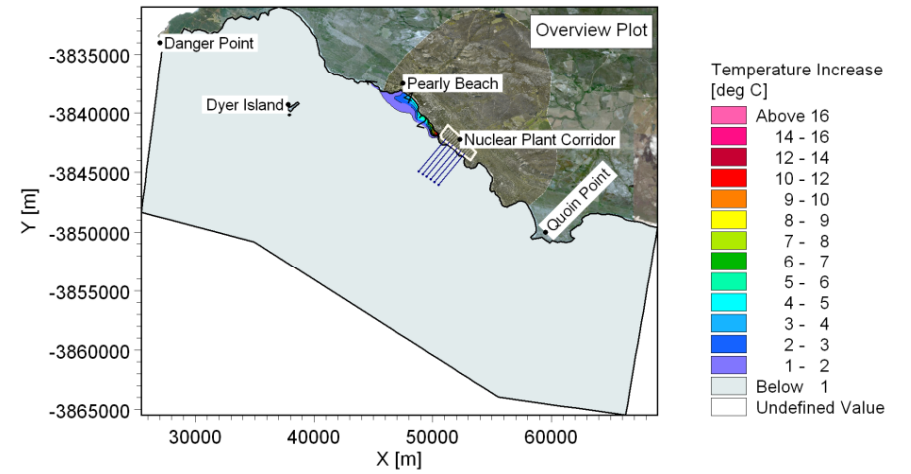 Overview Plot
Danger Point
Pearly Beach
Dyer Island
Nuclear Plant Corridor
Quoin Point
-3835000
-3840000
-3845000
-3850000
-3855000
-3860000
-3865000
Y [m]
30000 40000 50000 60000
X [m]
Temperature Increase
[deg C]
Above 16
14 - 16
12 - 14
10 - 12
9 - 10
8 - 9
7 - 8
6 - 7
5 - 6
4 - 5
3 - 4
2 - 3
1 - 2
Below 1
Undefined Value